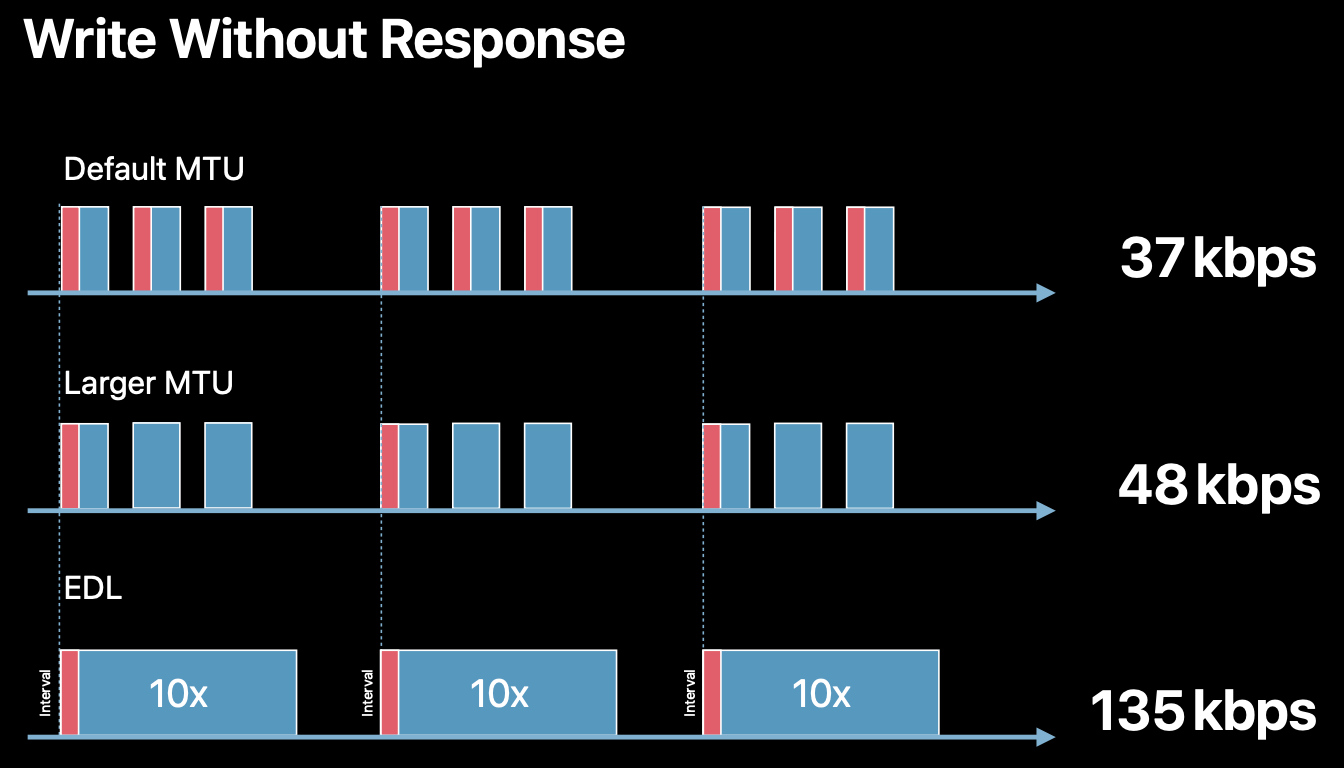 Write Without Response
Default MTU
37 kbps
Larger MTU
48 kbps
EDL
Interval
10x
Interval
10x
Interval
10x
135 kbps